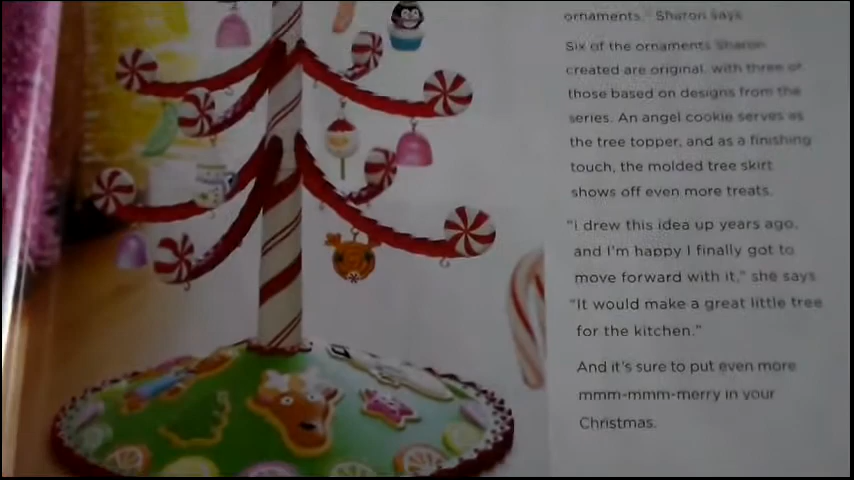 ornaments," Sharon says.
Six of the ornaments Sharon
created are original, with three of
those based on designs from the
series. An angel cookie serves as
the tree topper, and as a finishing
touch, the molded tree skirt
shows off even more treats.
"I drew this idea up years ago,
and I'm happy I finally got to
move forward with it," she says.
"It would make a great little tree
for the kitchen."
And it's sure to put even more
mmm-mmm-merry in your
Christmas.